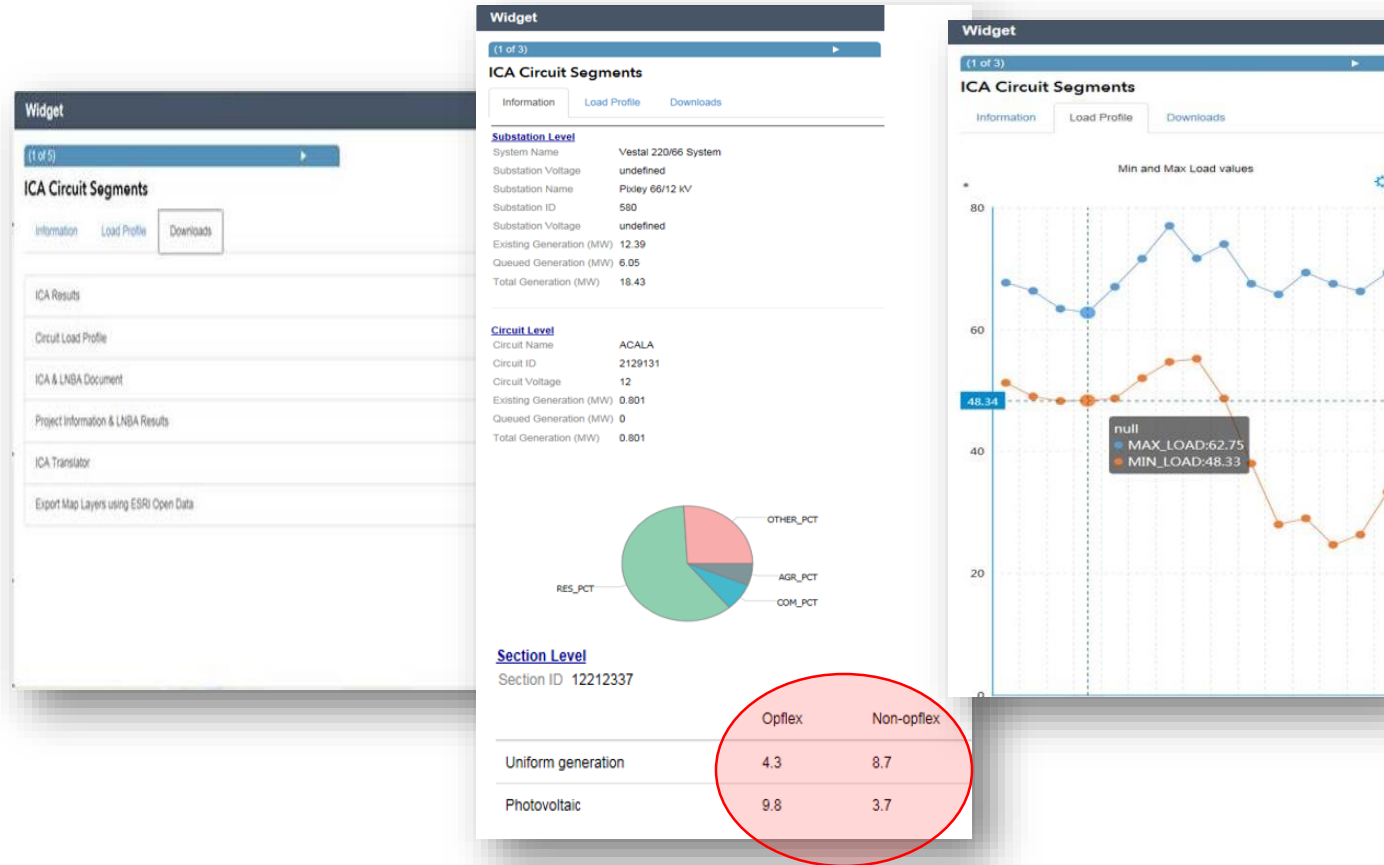 Widget
(1 of 5)
ICA Circuit Segments
Information Load Profile Downloads
ICA Results
Circuit Load Profile
ICA & LNBA Document
Project Information & LNBA Results
ICA Translator
Export Map Layers using ESRI Open Data
Widget
(1 of 3)
ICA Circuit Segments
Information Load Profile Downloads
Substation Level
System Name Vestal 220/66 System
Substation Voltage undefined
Substation Name Pixley 66/12 kV
Substation ID 580
Substation Voltage undefined
Existing Generation (MW) 12.39
Queued Generation (MW) 6.05
Total Generation (MW) 18.43
Circuit Level
Circuit Name ACALA
Circuit ID 2129131
Circuit Voltage 12
Existing Generation (MW) 0.801
Queued Generation (MW) 0
Total Generation (MW) 0.801
OTHER_PCT
AGR_PCT
RES_PCT
COM_PCT
Section Level
Section ID 12212337
Opflex Non-opflex
Uniform generation 4.3 8.7
Photovoltaic 9.8 3.7
Widget
(1 of 3)
ICA Circuit Segments
Information Load Profile Downloads
Min and Max Load values
80
60
48.34
null
MAX_LOAD:62.75
40
MIN_LOAD:48.33
20
0